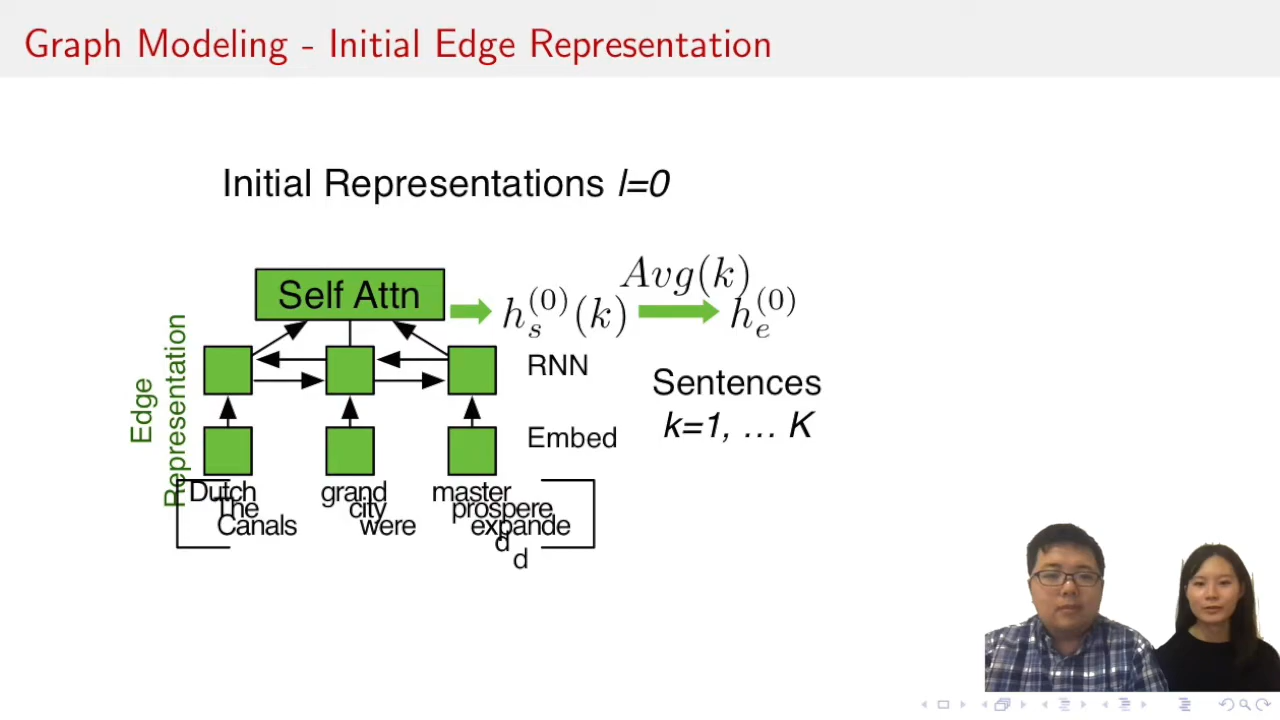 Graph Modeling - Initial Edge Representation
Initial Representations l=0
Self Attn
h_s^{(0)}(k)
Avg(k)
h_e^{(0)}
RNN
Sentences
k=1, … K
Embed
Edge
Representation
Dutch grand master
The city prospere
d
Canals were expande
d